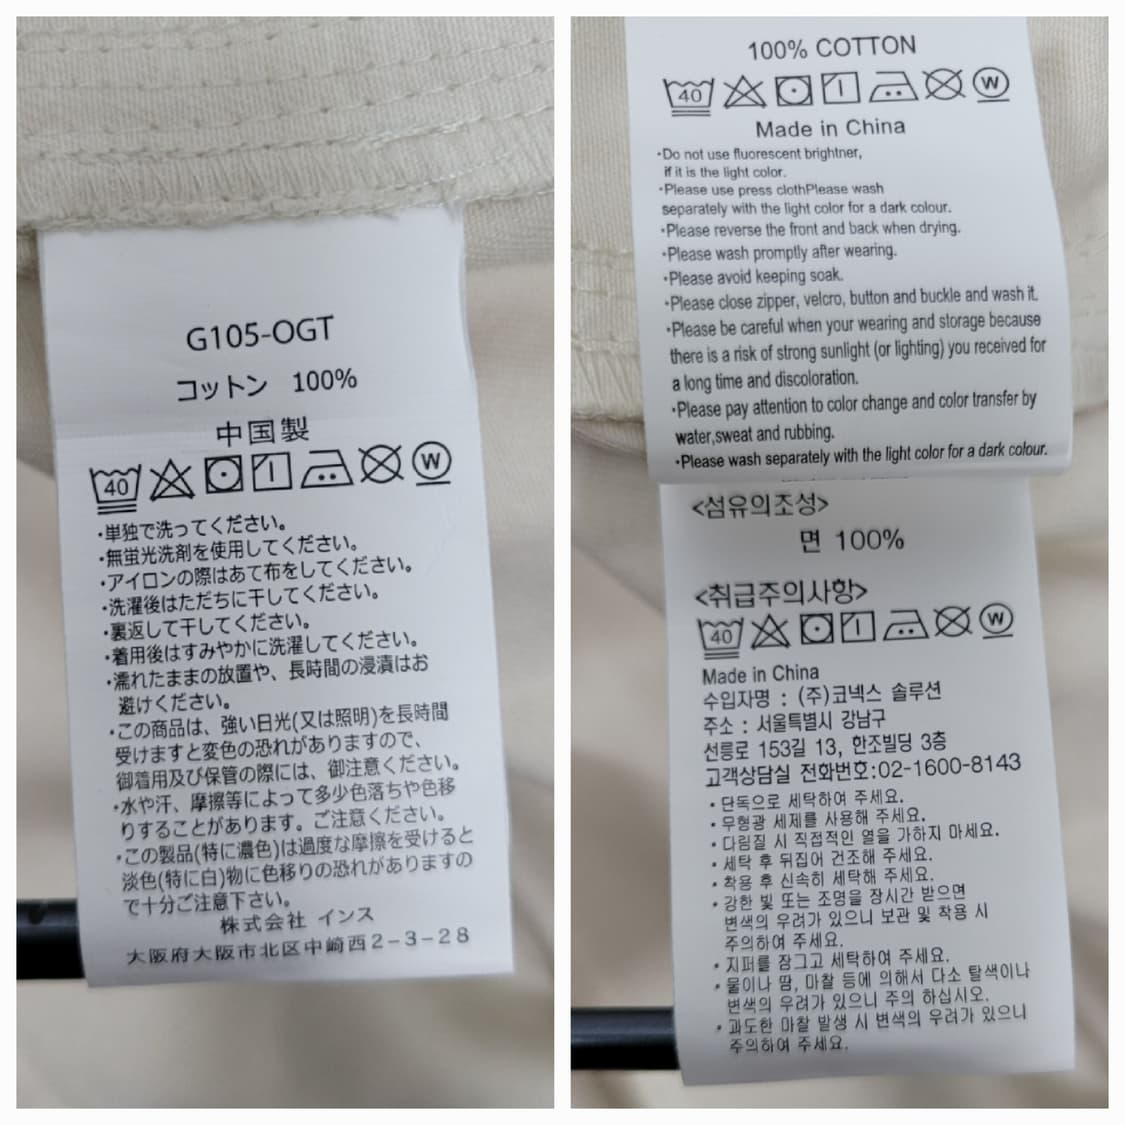 G105-OGT
コットン 100%
中国製
40 W
・単独で洗ってください。
・無蛍光洗剤を使用してください。
・アイロンの際はあて布をしてください。
・洗濯後はただちに干してください。
・裏返して干してください。
・着用後はすみやかに洗濯してください。
・濡れたままの放置や、長時間の浸漬はお
避けください。
・この商品は、強い日光(又は照明)を長時間
受けますと変色の恐れがありますので、
御着用及び保管の際には、御注意ください。
・水や汗、摩擦等によって多少色落ちや色移
りすることがあります。ご注意ください。
・この製品(特に濃色)は過度な摩擦を受けると
淡色(特に白)物に色移りの恐れがありますの
で十分ご注意下さい。
株式会社 インス
大阪府大阪市北区中崎西2-3-28
100% COTTON
40 W
Made in China
・Do not use fluorescent brightner,
if it is the light color.
・Please use press clothPlease wash
separately with the light color for a dark colour.
・Please reverse the front and back when drying.
・Please wash promptly after wearing.
・Please avoid keeping soak.
・Please close zipper, velcro, button and buckle and wash it.
・Please be careful when your wearing and storage because
there is a risk of strong sunlight (or lighting) you received for
a long time and discoloration.
・Please pay attention to color change and color transfer by
water,sweat and rubbing.
・Please wash separately with the light color for a dark colour.
<섬유의조성>
면 100%
<취급주의사항>
40 W
Made in China
수입자명 : (주)코넥스 솔루션
주소 : 서울특별시 강남구
선릉로 153길 13, 한조빌딩 3층
고객상담실 전화번호:02-1600-8143
・단독으로 세탁하여 주세요.
・무형광 세제를 사용해 주세요.
・다림질 시 직접적인 열을 가하지 마세요.
・세탁 후 뒤집어 건조해 주세요.
・착용 후 신속히 세탁해 주세요.
・강한 빛 또는 조명을 장시간 받으면
변색의 우려가 있으니 보관 및 착용 시
주의하여 주세요.
・지퍼를 잠그고 세탁하여 주세요.
・물이나 땀, 마찰 등에 의해서 다소 탈색이나
변색의 우려가 있으니 주의 하십시오.
・과도한 마찰 발생 시 변색의 우려가 있으니
주의하여 주세요.